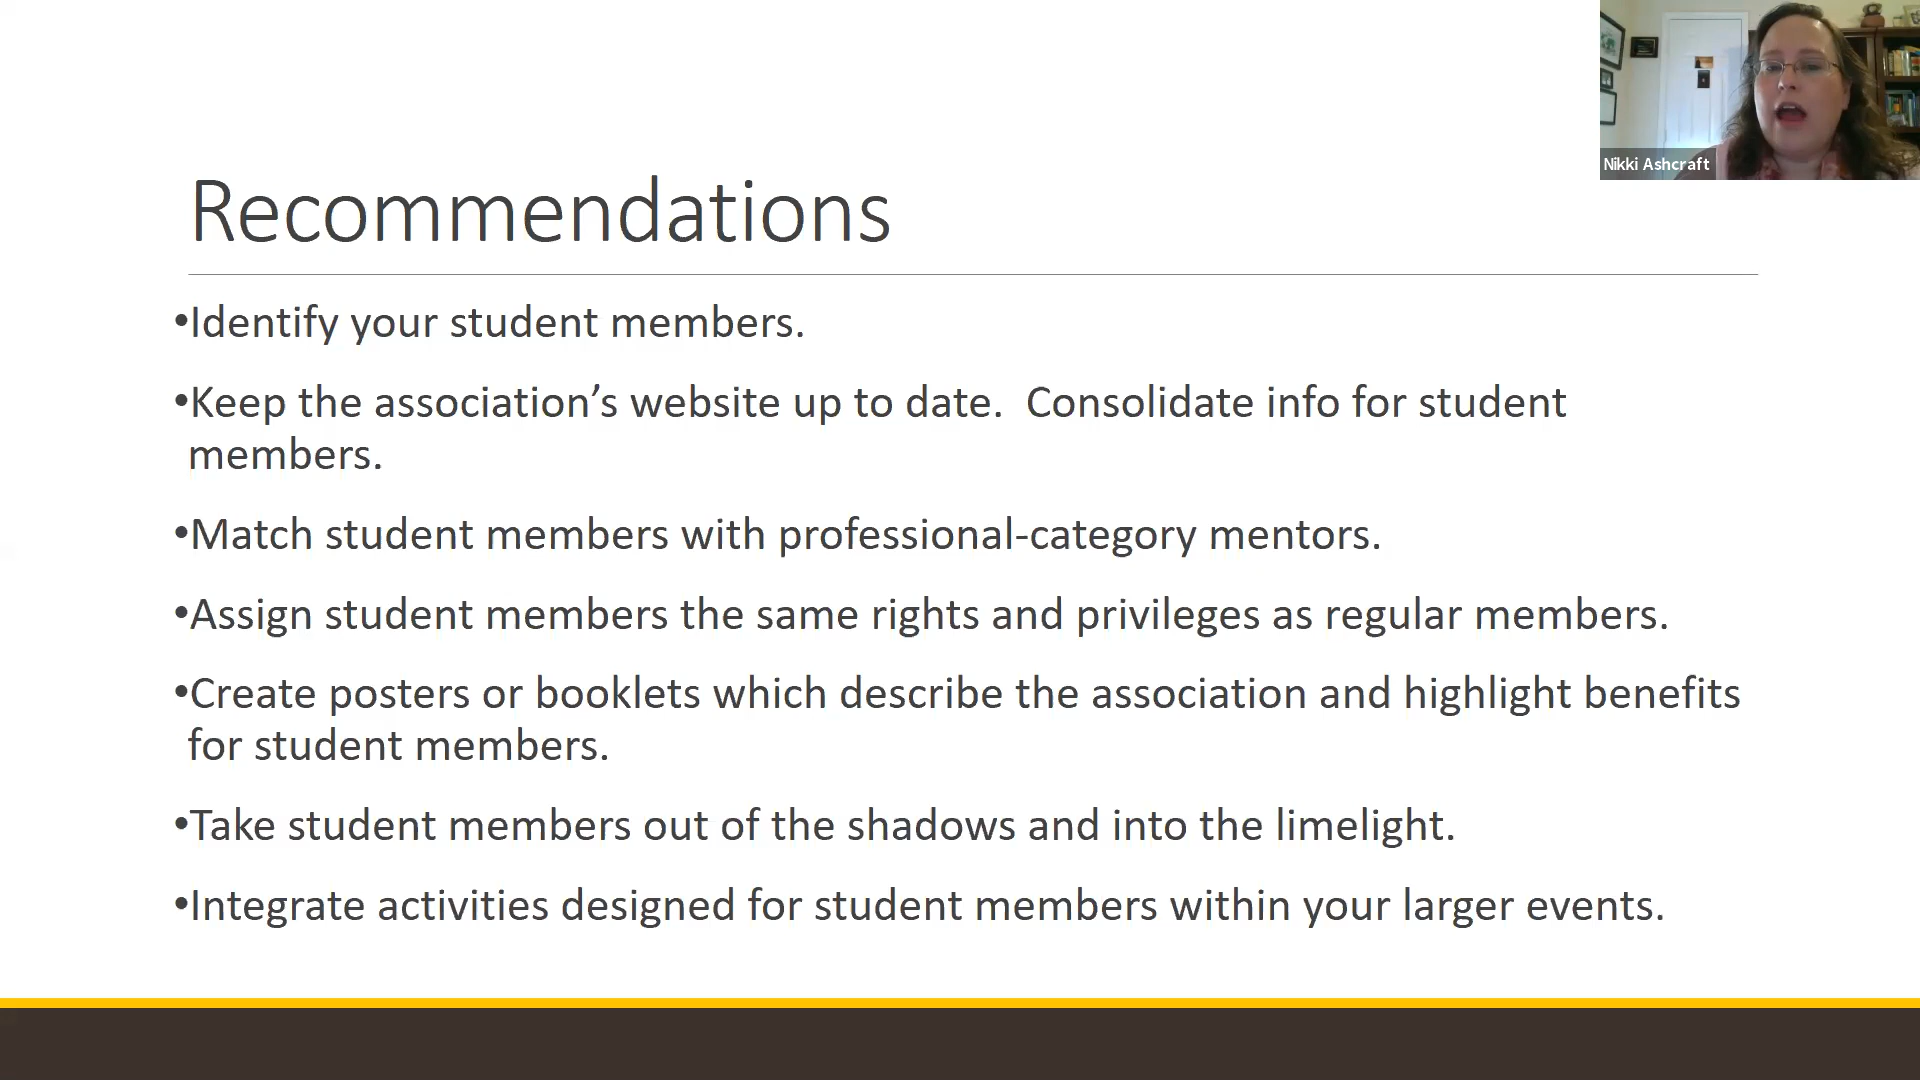 Nikki Ashcraft
Recommendations
•Identify your student members.
•Keep the association’s website up to date.  Consolidate info for student
members.
•Match student members with professional-category mentors.
•Assign student members the same rights and privileges as regular members.
•Create posters or booklets which describe the association and highlight benefits
for student members.
•Take student members out of the shadows and into the limelight.
•Integrate activities designed for student members within your larger events.